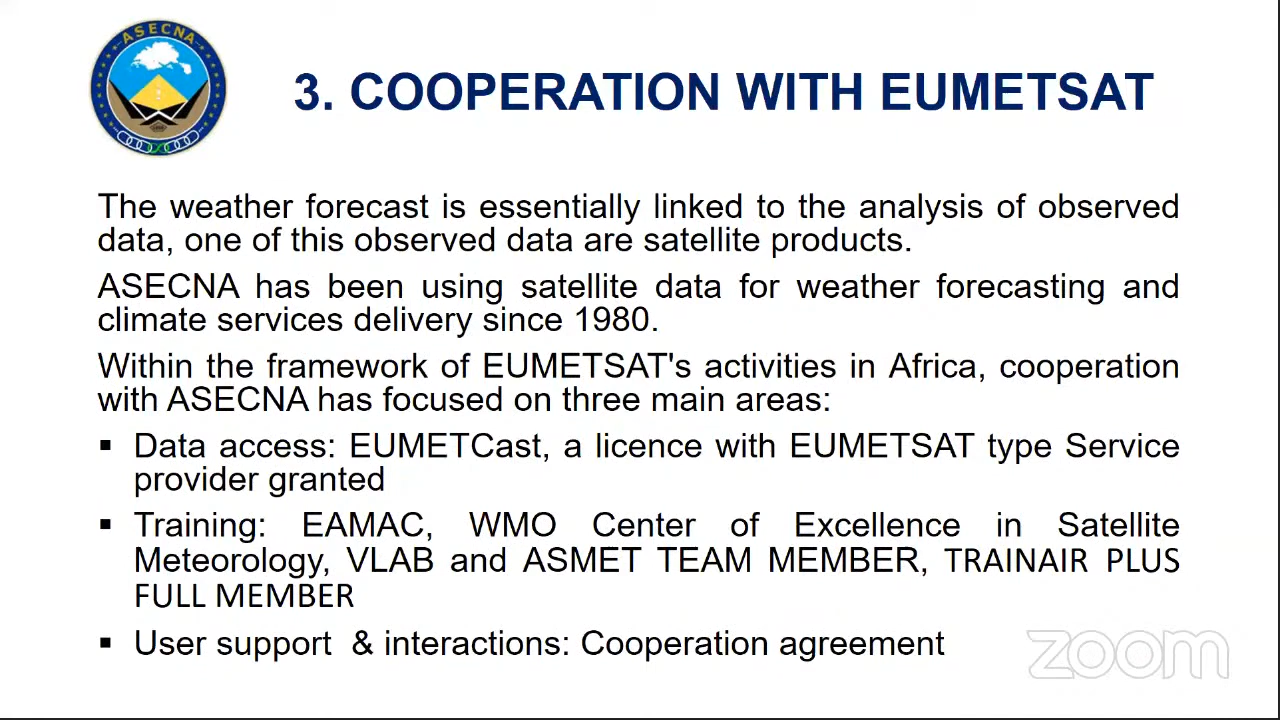 ASECNA
3. COOPERATION WITH EUMETSAT
The weather forecast is essentially linked to the analysis of observed
data, one of this observed data are satellite products.
ASECNA has been using satellite data for weather forecasting and
climate services delivery since 1980.
Within the framework of EUMETSAT's activities in Africa, cooperation
with ASECNA has focused on three main areas:
▪ Data access: EUMETCast, a licence with EUMETSAT type Service
provider granted
▪ Training: EAMAC, WMO Center of Excellence in Satellite
Meteorology, VLAB and ASMET TEAM MEMBER, TRAINAIR PLUS
FULL MEMBER
▪ User support & interactions: Cooperation agreement
zoom